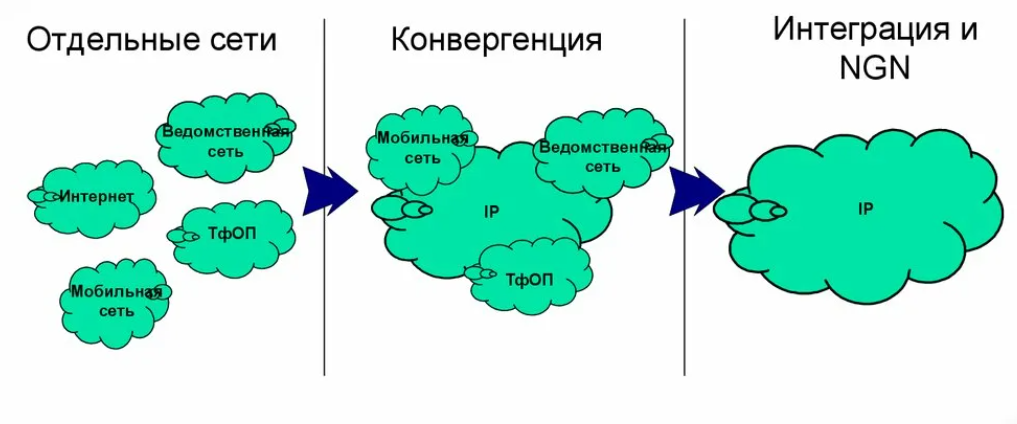 Отдельные сети
Конвергенция
Интеграция и
NGN
Ведомственная
сеть
Интернет
ТфОП
Мобильная
сеть
Мобильная
сеть
Ведомственная
сеть
IP
ТфОП
IP